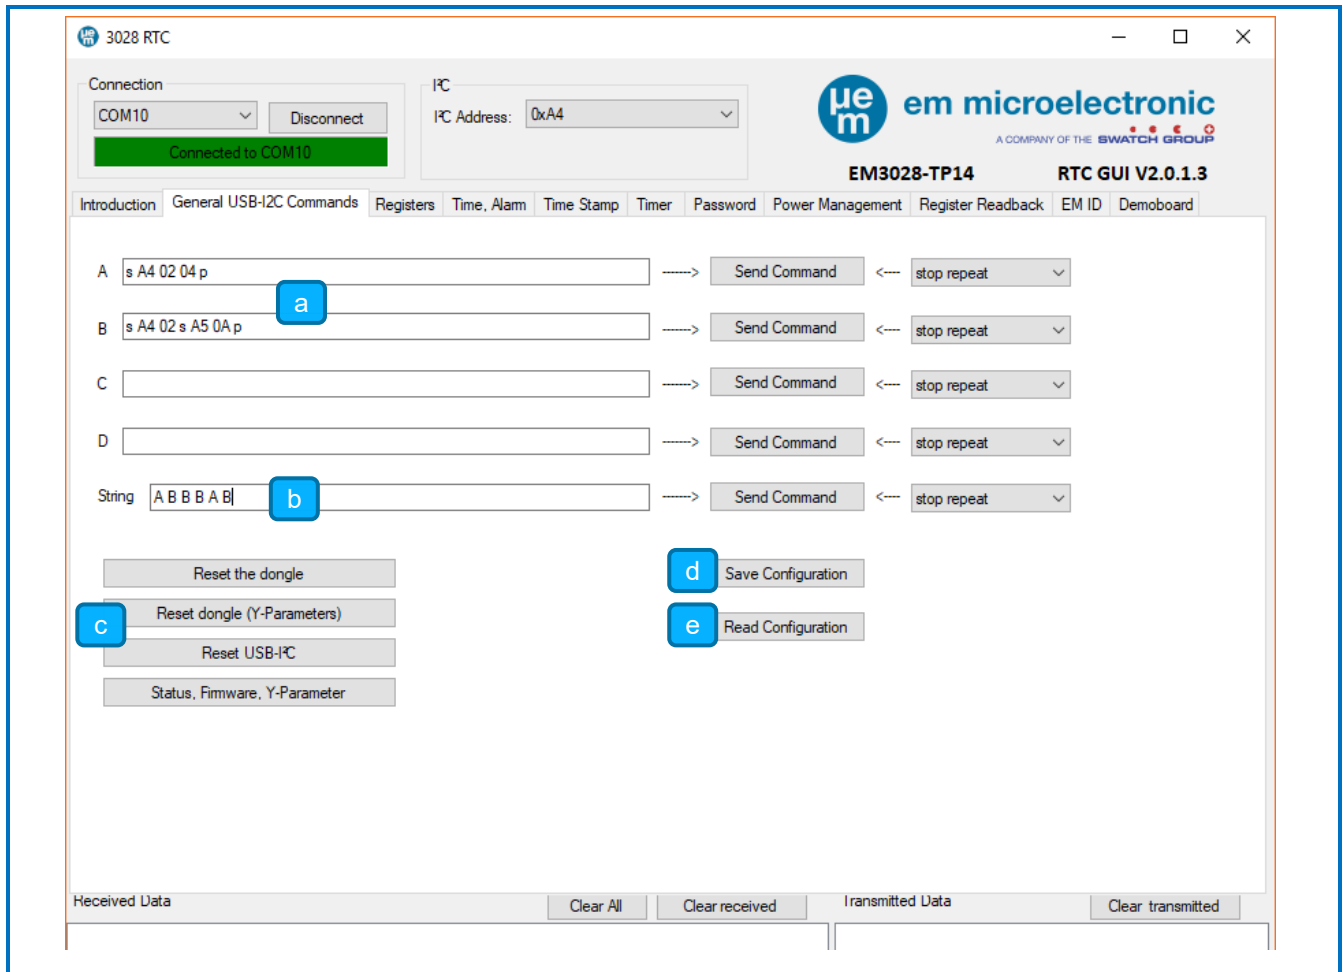 3028 RTC
Connection
I²C
COM10
Disconnect
I²C Address:
0xA4
Connected to COM10
μem
em microelectronic
A COMPANY OF THE SWATCH GROUP
EM3028-TP14
RTC GUI V2.0.1.3
Introduction General USB-I2C Commands Registers Time, Alarm Time Stamp Timer Password Power Management Register Readback EM ID Demoboard
A s A4 02 04 p -------> Send Command <---- stop repeat
a
B s A4 02 s A5 0A p -------> Send Command <---- stop repeat
C -------> Send Command <---- stop repeat
D -------> Send Command <---- stop repeat
String A B B B A B b -------> Send Command <---- stop repeat
Reset the dongle
d Save Configuration
Reset dongle (Y-Parameters)
c
e Read Configuration
Reset USB-I²C
Status, Firmware, Y-Parameter
Received Data Clear All Clear received Transmitted Data Clear transmitted